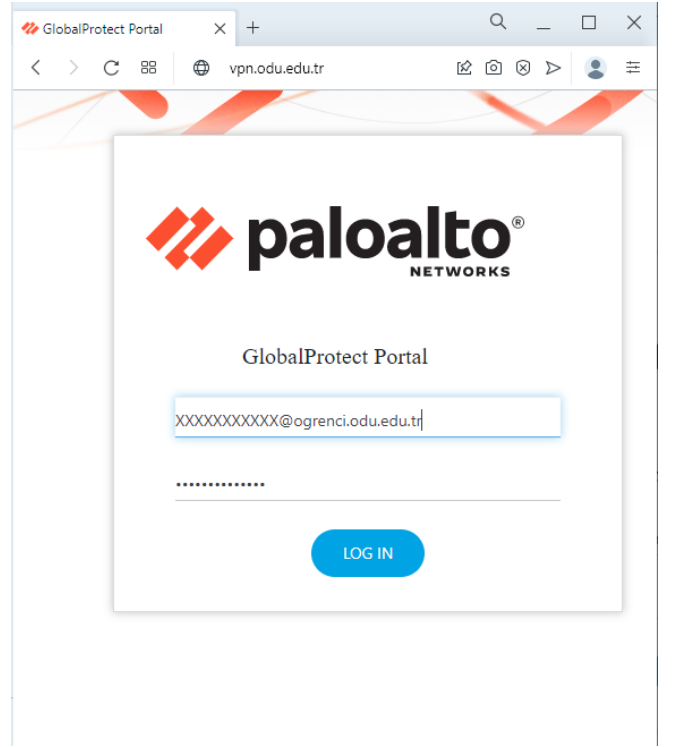 GlobalProtect Portal
vpn.odu.edu.tr
paloalto®
NETWORKS
GlobalProtect Portal
XXXXXXXXXXX@ogrenci.odu.edu.tr
••••••••••••••
LOG IN